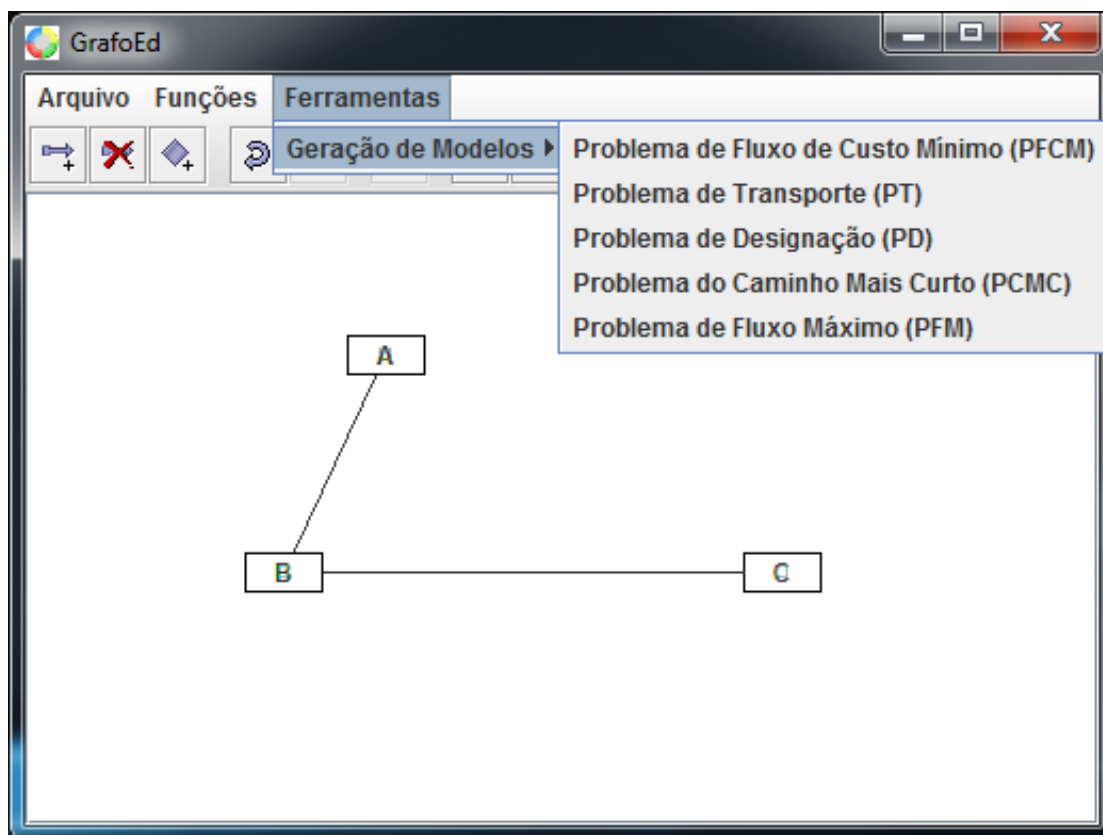 GrafoEd
Arquivo Funções Ferramentas
Geração de Modelos
Problema de Fluxo de Custo Mínimo (PFCM)
Problema de Transporte (PT)
Problema de Designação (PD)
Problema do Caminho Mais Curto (PCMC)
Problema de Fluxo Máximo (PFM)
A
B C